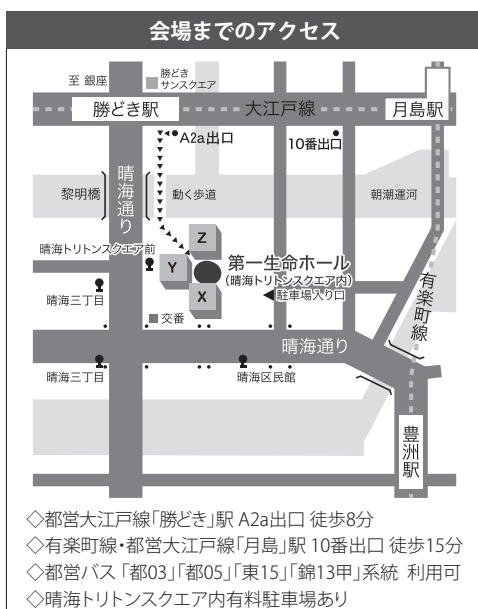 会場までのアクセス
至 銀座
勝どき
サンスクエア
勝どき駅
大江戸線
月島駅
A2a出口
10番出口
晴海通り
黎明橋
動く歩道
朝潮運河
晴海トリトンスクエア前
Z
Y
X
第一生命ホール
(晴海トリトンスクエア内)
駐車場入り口
有楽町線
晴海三丁目
交番
晴海通り
晴海三丁目
晴海区民館
豊洲駅
◇都営大江戸線「勝どき」駅 A2a出口 徒歩8分
◇有楽町線・都営大江戸線「月島」駅 10番出口 徒歩15分
◇都営バス 「都03」「都05」「東15」「錦13甲」系統 利用可
◇晴海トリトンスクエア内有料駐車場あり